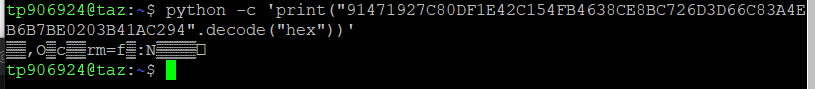 tp906924@taz:~$ python -c 'print("91471927C80DF1E42C154FB4638CE8BC726D3D66C83A4E
B6B7BE0203B41AC294".decode("hex"))'
▒▒,O▒c▒▒rm=f▒:N▒▒▒▒□
tp906924@taz:~$